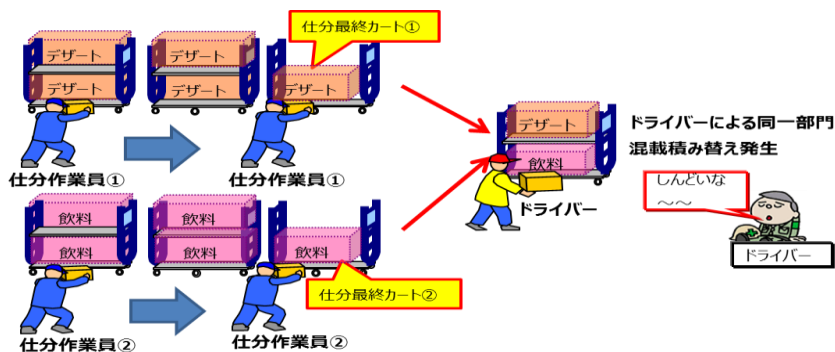 仕分最終カート①
デザート
デザート
デザート
デザート
デザート
仕分作業員①
仕分作業員①
デザート
飲料
ドライバー
ドライバーによる同一部門
混載積み替え発生
しんどいな
～～
ドライバー
飲料
飲料
飲料
飲料
飲料
仕分最終カート②
仕分作業員②
仕分作業員②